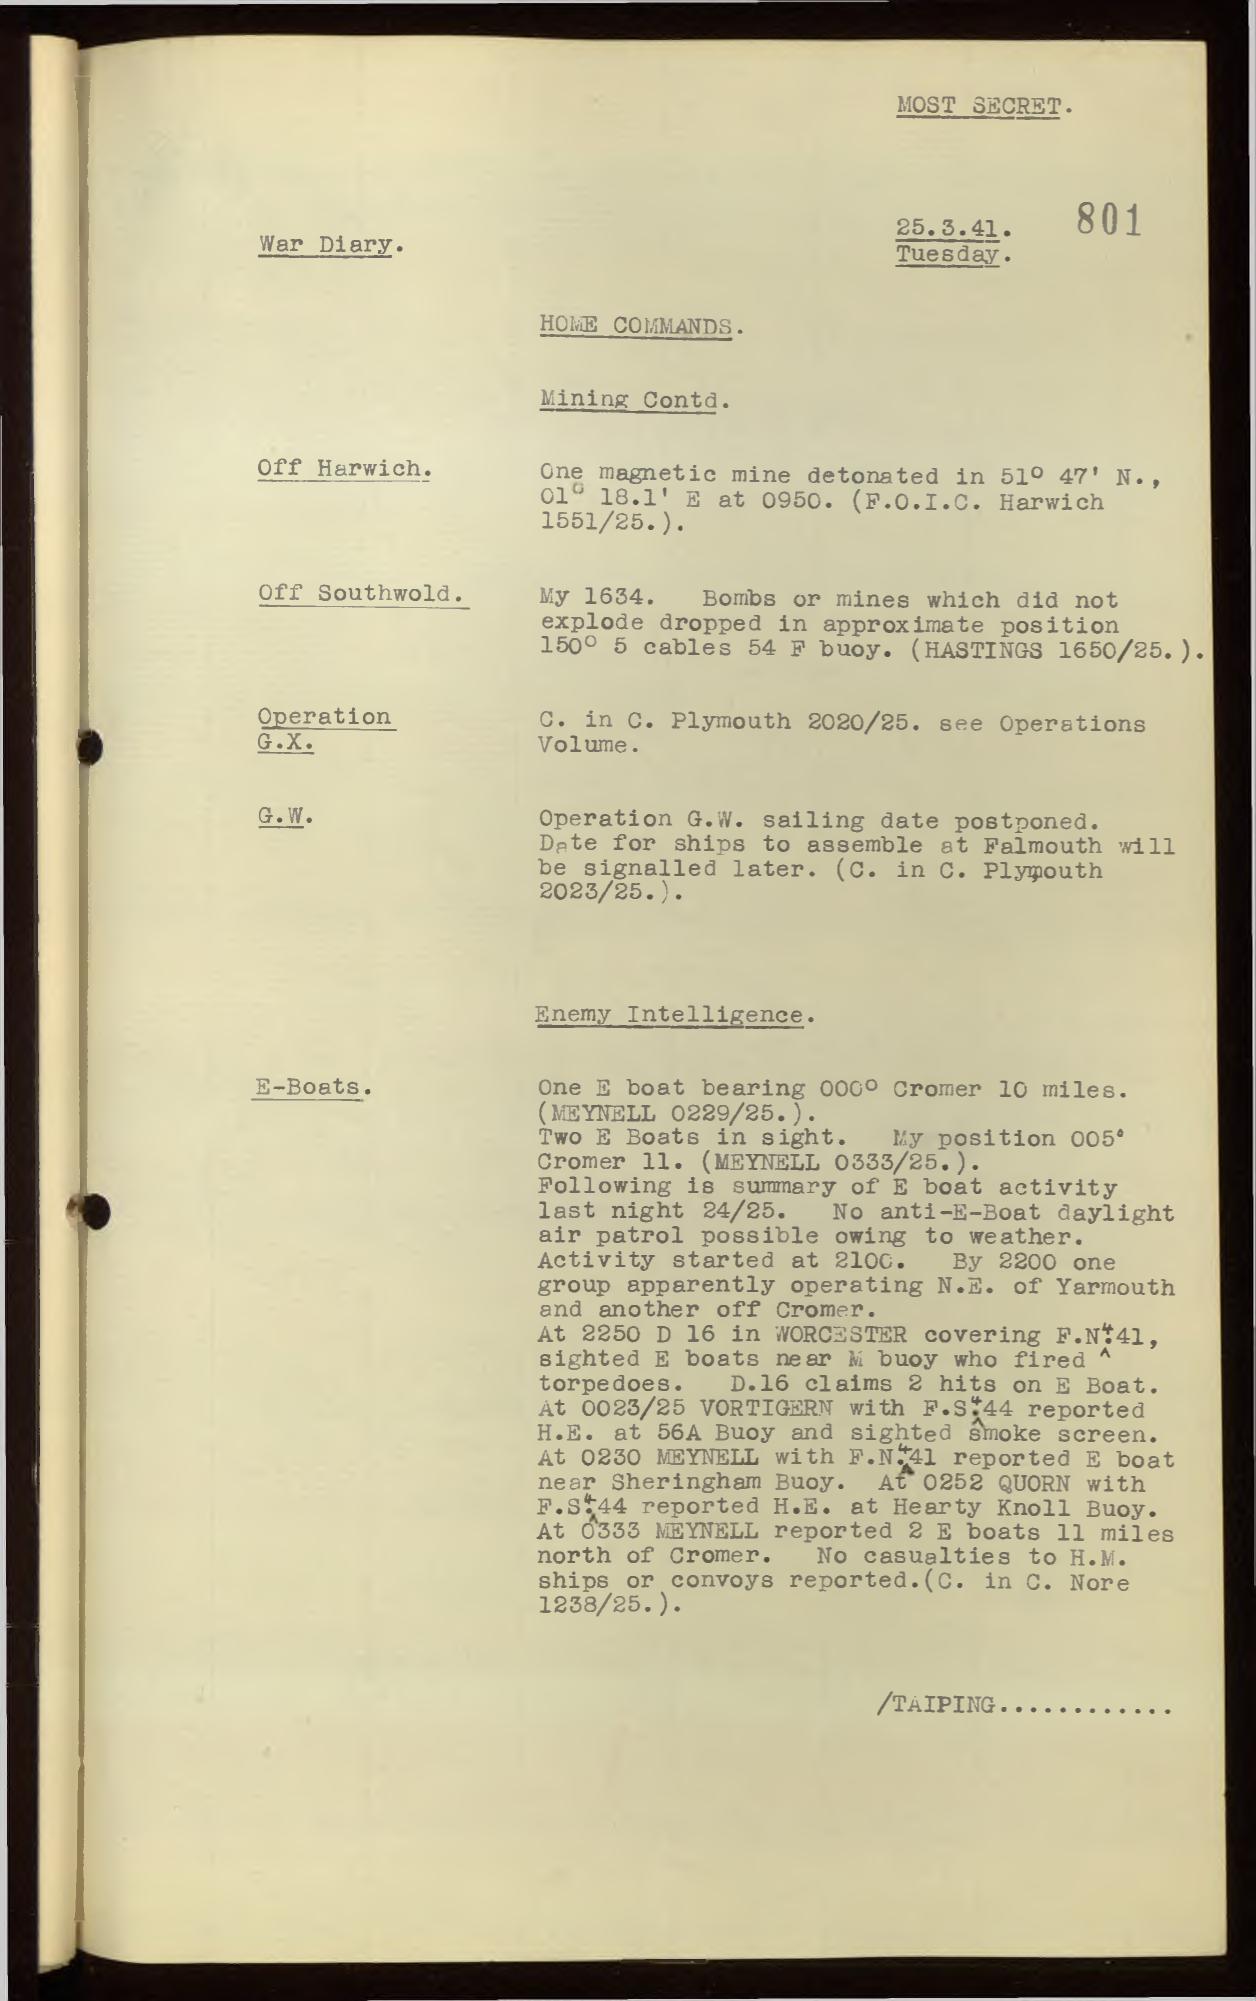 MOST SECRET.
801
25.3.41.
War Diary.
Tuesday.
HOME COMMANDS.
Mining Contd.
Off Harwich.
One magnetic mine detonated in 51° 47' N.,
01° 18.1' E at 0950. (F.O.I.C. Harwich
1551/25.).
Off Southwold.
My 1634. Bombs or mines which did not
explode dropped in approximate position
150° 5 cables 54 F buoy. (HASTINGS 1650/25.).
Operation
G.X.
C. in C. Plymouth 2020/25. see Operations
Volume.
G.W.
Operation G.W. sailing date postponed.
Date for ships to assemble at Falmouth will
be signalled later. (C. in C. Plymouth
2023/25.).
Enemy Intelligence.
E-Boats.
One E boat bearing 000° Cromer 10 miles.
(MEYNELL 0229/25.).
Two E Boats in sight. My position 005°
Cromer 11. (MEYNELL 0333/25.).
Following is summary of E boat activity
last night 24/25. No anti-E-Boat daylight
air patrol possible owing to weather.
Activity started at 2100. By 2200 one
group apparently operating N.E. of Yarmouth
and another off Cromer.
At 2250 D 16 in WORCESTER covering F.N.441,
sighted E boats near M buoy who fired
torpedoes. D.16 claims 2 hits on E Boat.
At 0023/25 VORTIGERN with F.S.444 reported
H.E. at 56A Buoy and sighted smoke screen.
At 0230 MEYNELL with F.N.441 reported E boat
near Sheringham Buoy. At 0252 QUORN with
F.S.444 reported H.E. at Hearty Knoll Buoy.
At 0333 MEYNELL reported 2 E boats 11 miles
north of Cromer. No casualties to H.M.
ships or convoys reported.(C. in C. Nore
1238/25.).
/TAIPING............